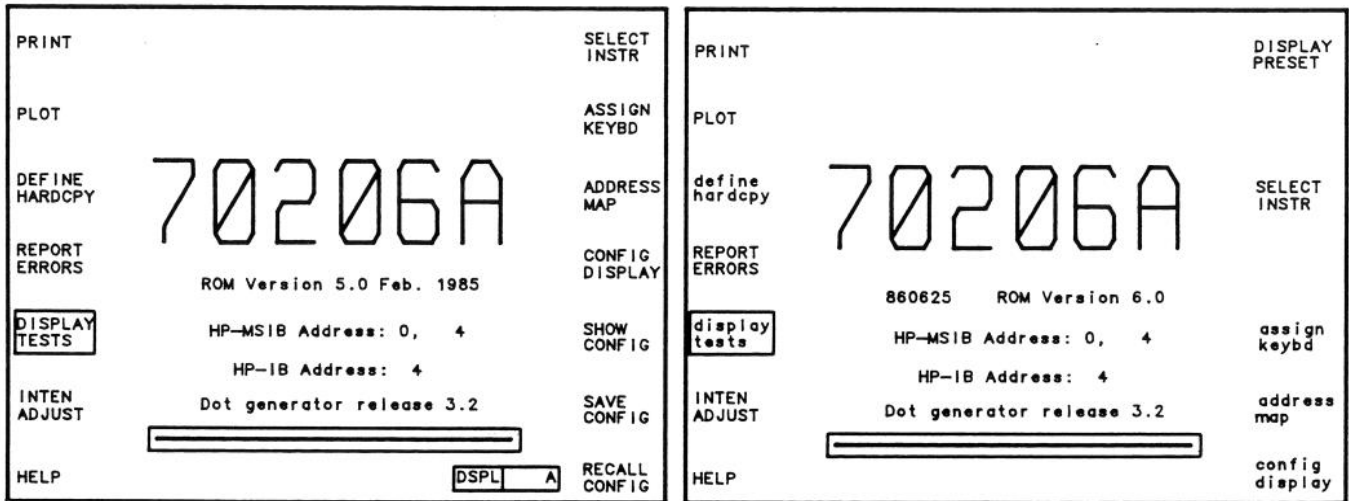 PRINT
PLOT
DEFINE
HARDCPY
REPORT
ERRORS
DISPLAY
TESTS
INTEN
ADJUST
HELP
70206A
ROM Version 5.0 Feb. 1985
HP-MSIB Address: 0, 4
HP-IB Address: 4
Dot generator release 3.2
DSPL A
SELECT
INSTR
ASSIGN
KEYBD
ADDRESS
MAP
CONFIG
DISPLAY
SHOW
CONFIG
SAVE
CONFIG
RECALL
CONFIG
PRINT
PLOT
define
hardcpy
REPORT
ERRORS
display
tests
INTEN
ADJUST
HELP
70206A
860625 ROM Version 6.0
HP-MSIB Address: 0, 4
HP-IB Address: 4
Dot generator release 3.2
DISPLAY
PRESET
SELECT
INSTR
assign
keybd
address
map
config
display